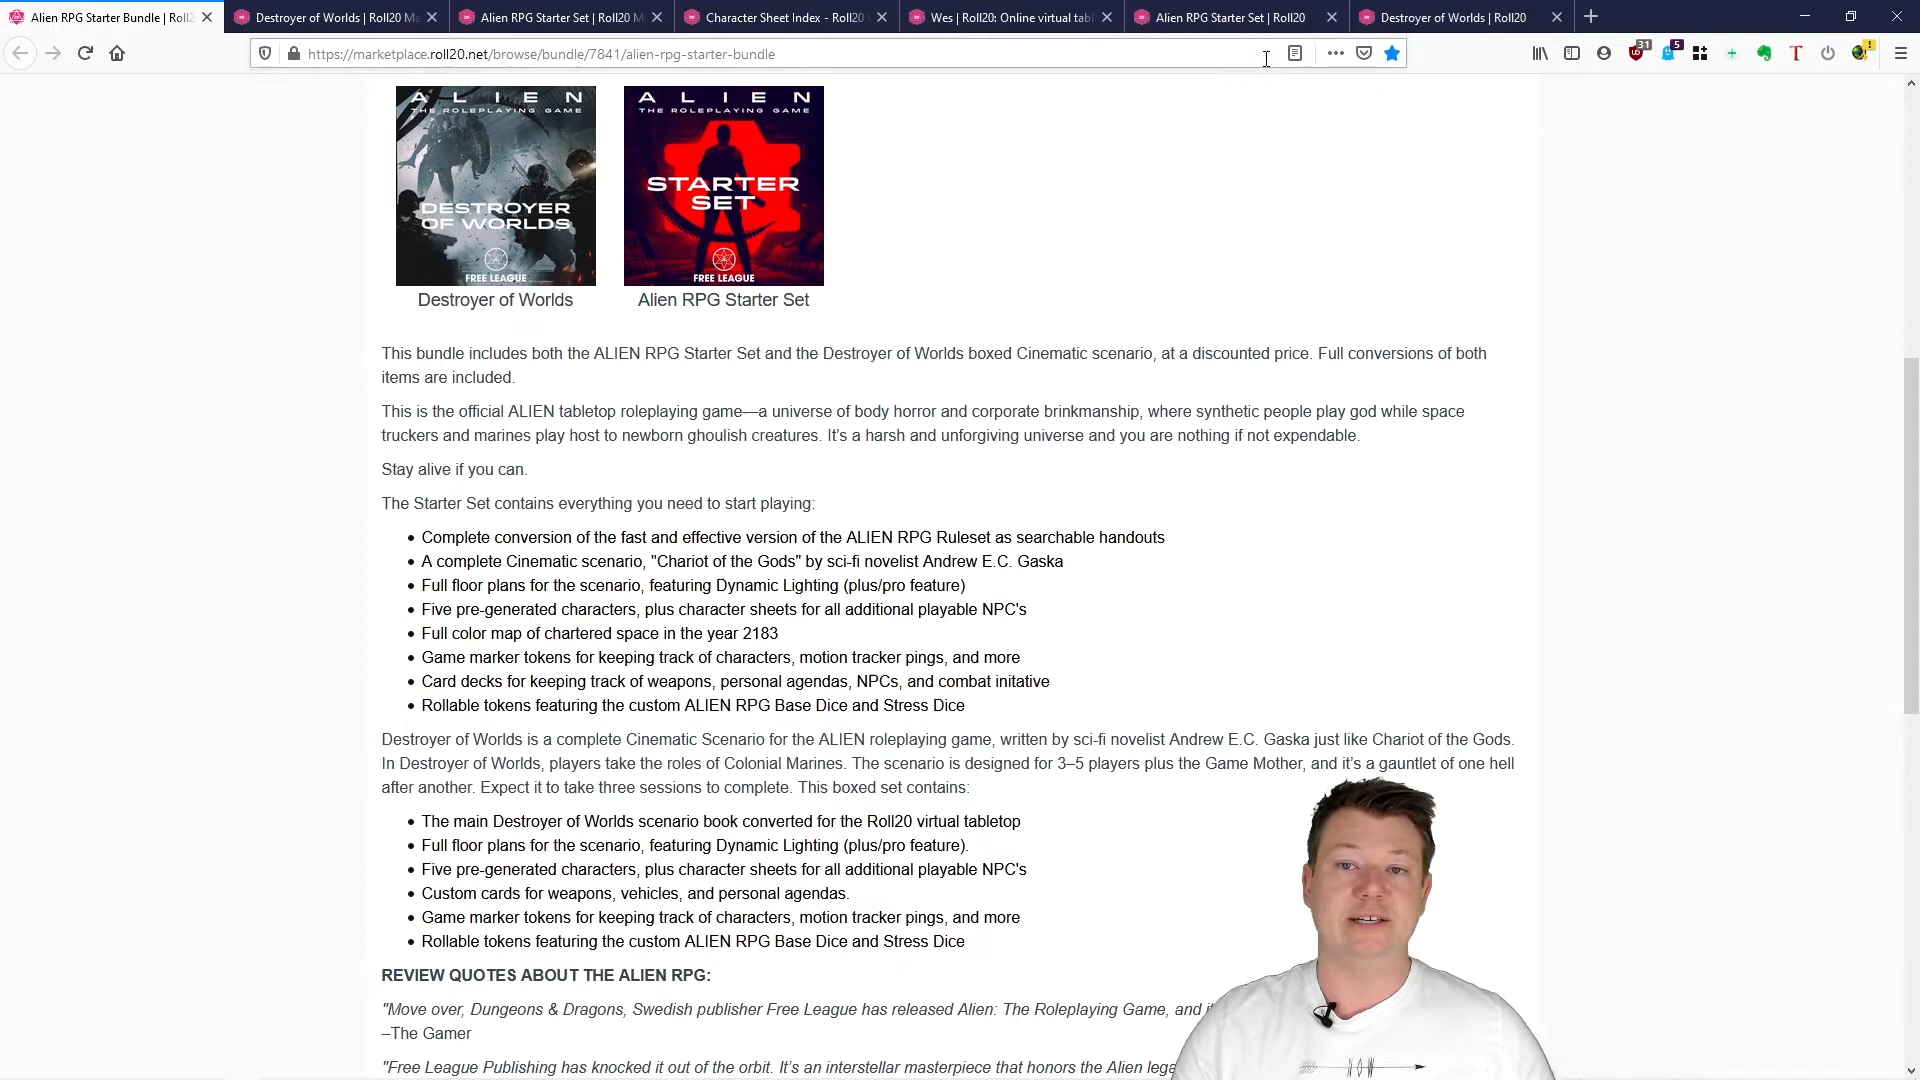 Alien RPG Starter Bundle | Roll2
Destroyer of Worlds | Roll20 Ma
Alien RPG Starter Set | Roll20 M
Character Sheet Index - Roll20
Wes | Roll20: Online virtual tabl
Alien RPG Starter Set | Roll20
Destroyer of Worlds | Roll20
https://marketplace.roll20.net/browse/bundle/7841/alien-rpg-starter-bundle
31
5
ALIEN
THE ROLEPLAYING GAME
DESTROYER
OF WORLDS
FREE LEAGUE
ALIEN
THE ROLEPLAYING GAME
STARTER
SET
FREE LEAGUE
Destroyer of Worlds
Alien RPG Starter Set
This bundle includes both the ALIEN RPG Starter Set and the Destroyer of Worlds boxed Cinematic scenario, at a discounted price. Full conversions of both
items are included.
This is the official ALIEN tabletop roleplaying game—a universe of body horror and corporate brinkmanship, where synthetic people play god while space
truckers and marines play host to newborn ghoulish creatures. It's a harsh and unforgiving universe and you are nothing if not expendable.
Stay alive if you can.
The Starter Set contains everything you need to start playing:
• Complete conversion of the fast and effective version of the ALIEN RPG Ruleset as searchable handouts
• A complete Cinematic scenario, "Chariot of the Gods" by sci-fi novelist Andrew E.C. Gaska
• Full floor plans for the scenario, featuring Dynamic Lighting (plus/pro feature)
• Five pre-generated characters, plus character sheets for all additional playable NPC's
• Full color map of chartered space in the year 2183
• Game marker tokens for keeping track of characters, motion tracker pings, and more
• Card decks for keeping track of weapons, personal agendas, NPCs, and combat initative
• Rollable tokens featuring the custom ALIEN RPG Base Dice and Stress Dice
Destroyer of Worlds is a complete Cinematic Scenario for the ALIEN roleplaying game, written by sci-fi novelist Andrew E.C. Gaska just like Chariot of the Gods.
In Destroyer of Worlds, players take the roles of Colonial Marines. The scenario is designed for 3–5 players plus the Game Mother, and it's a gauntlet of one hell
after another. Expect it to take three sessions to complete. This boxed set contains:
• The main Destroyer of Worlds scenario book converted for the Roll20 virtual tabletop
• Full floor plans for the scenario, featuring Dynamic Lighting (plus/pro feature).
• Five pre-generated characters, plus character sheets for all additional playable NPC's
• Custom cards for weapons, vehicles, and personal agendas.
• Game marker tokens for keeping track of characters, motion tracker pings, and more
• Rollable tokens featuring the custom ALIEN RPG Base Dice and Stress Dice
REVIEW QUOTES ABOUT THE ALIEN RPG:
"Move over, Dungeons & Dragons, Swedish publisher Free League has released Alien: The Roleplaying Game, and
–The Gamer
"Free League Publishing has knocked it out of the orbit. It's an interstellar masterpiece that honors the Alien